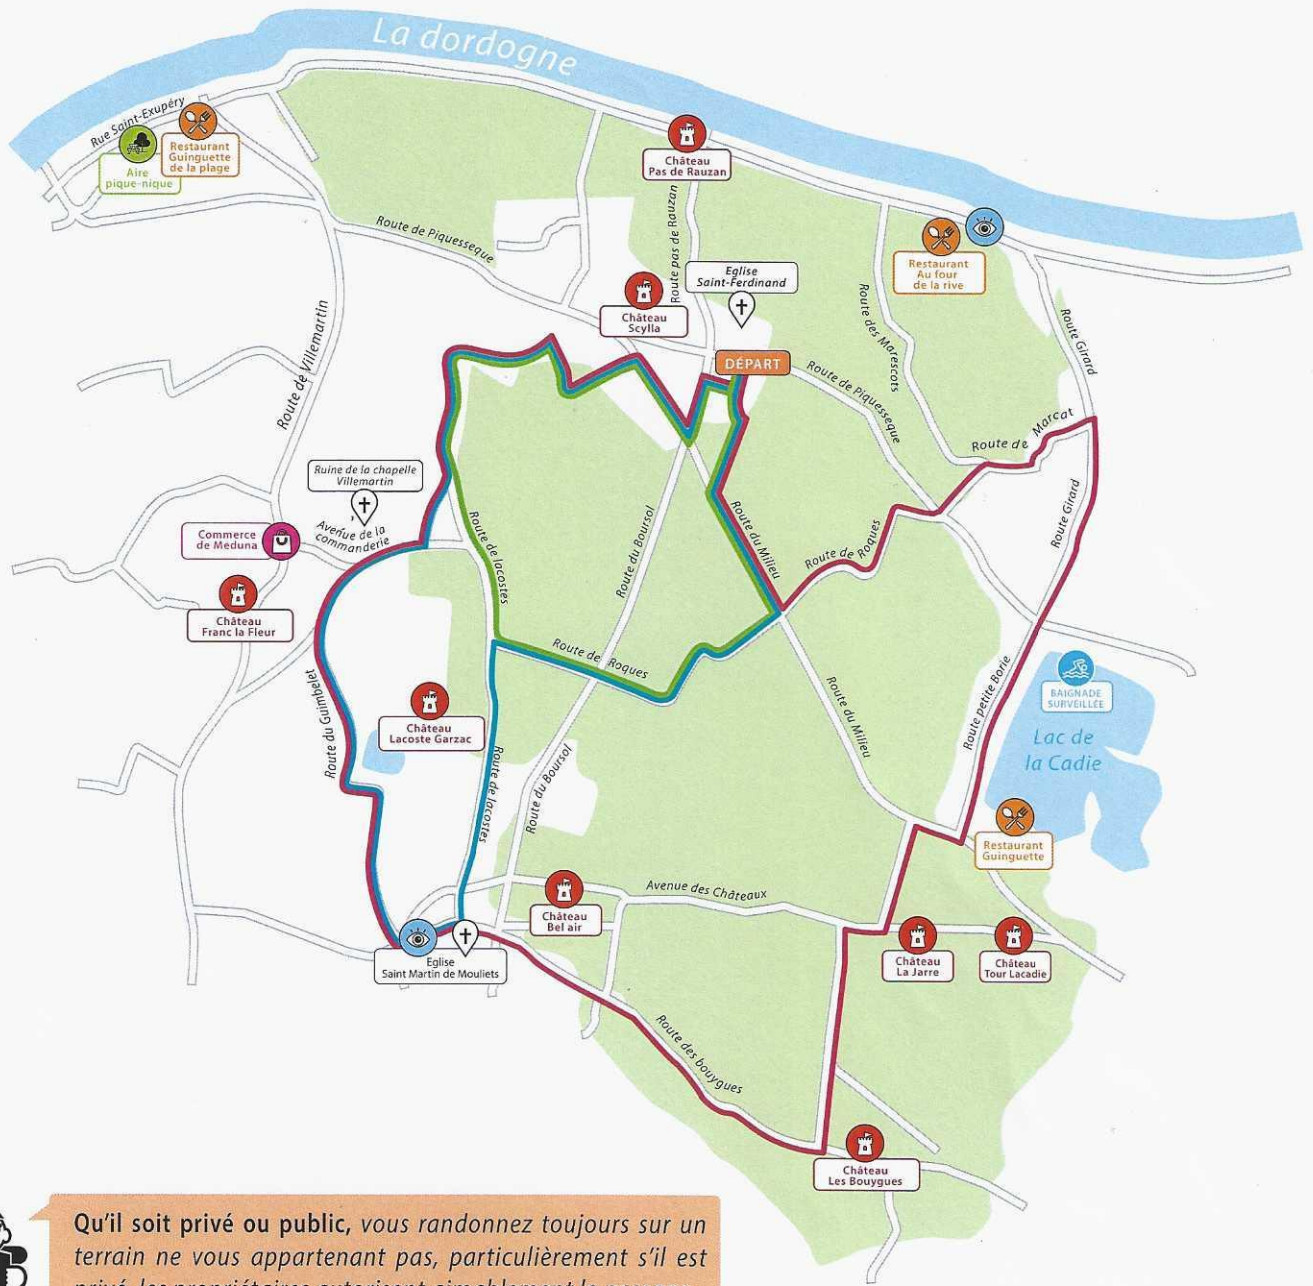 La dordogne
Rue Saint-Exupéry
Restaurant
Guinguette
de la plage
Aire
pique-nique
Château
Pas de Rauzan
Route de Piquesseque
Route pas de Rauzan
Eglise
Saint-Ferdinand
Restaurant
Au four
de la rive
Château
Scylla
Route des Marescots
Route Girard
Route de Villemartin
DÉPART
Route de Piquesseque
Route de Marcat
Ruine de la chapelle
Villemartin
Avenue de la
commanderie
Commerce
de Meduna
Route de lacostes
Route du Boursol
Route du Milieu
Route de Roques
Route Girard
Château
Franc la Fleur
Route de Roques
Route du Guimbelet
Château
Lacoste Garzac
Route du Milieu
Route petite Borie
BAIGNADE
SURVEILLÉE
Lac de
la Cadie
Route de lacostes
Route du Boursol
Restaurant
Guinguette
Château
Bel air
Avenue des Châteaux
Eglise
Saint Martin de Mouliets
Château
La Jarre
Château
Tour Lacadie
Route des bouygues
Château
Les Bouygues
Qu'il soit privé ou public, vous randonnez toujours sur un
terrain ne vous appartenant pas, particulièrement s'il est